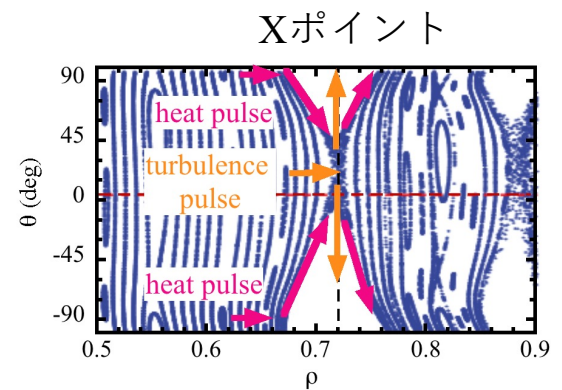 Xポイント
90
45
0
-45
-90
θ (deg)
heat pulse
turbulence
pulse
heat pulse
0.5 0.6 0.7 0.8 0.9
ρ